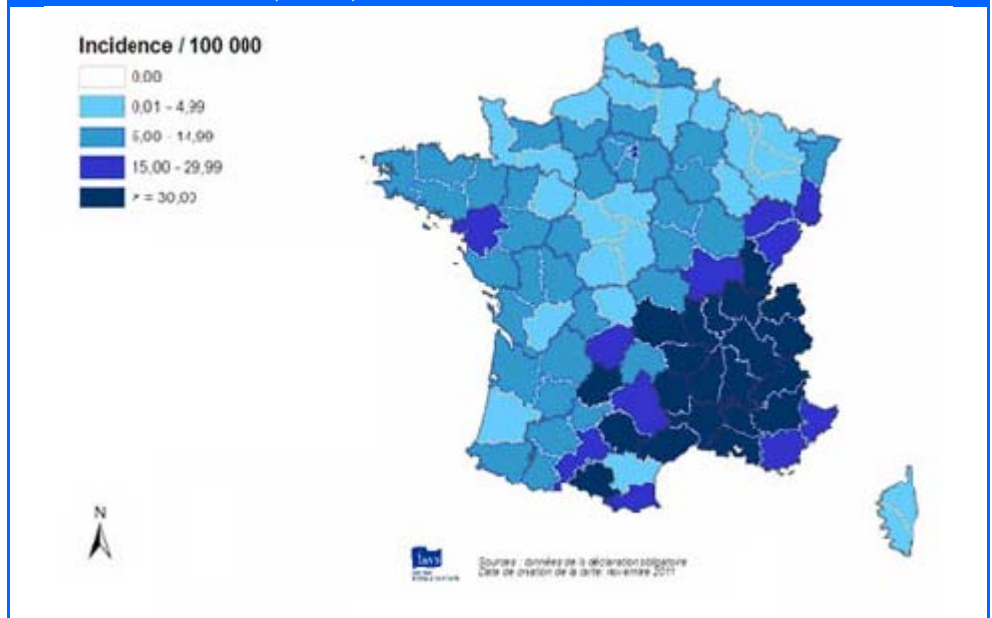 Incidence / 100 000
0,00
0,01 - 4,99
5,00 - 14,99
15,00 - 29,99
> = 30,00
N
Sources : données de la déclaration obligatoire
Date de création de la carte: novembre 2011